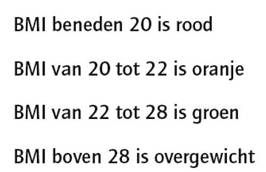 BMI beneden 20 is rood
BMI van 20 tot 22 is oranje
BMI van 22 tot 28 is groen
BMI boven 28 is overgewicht